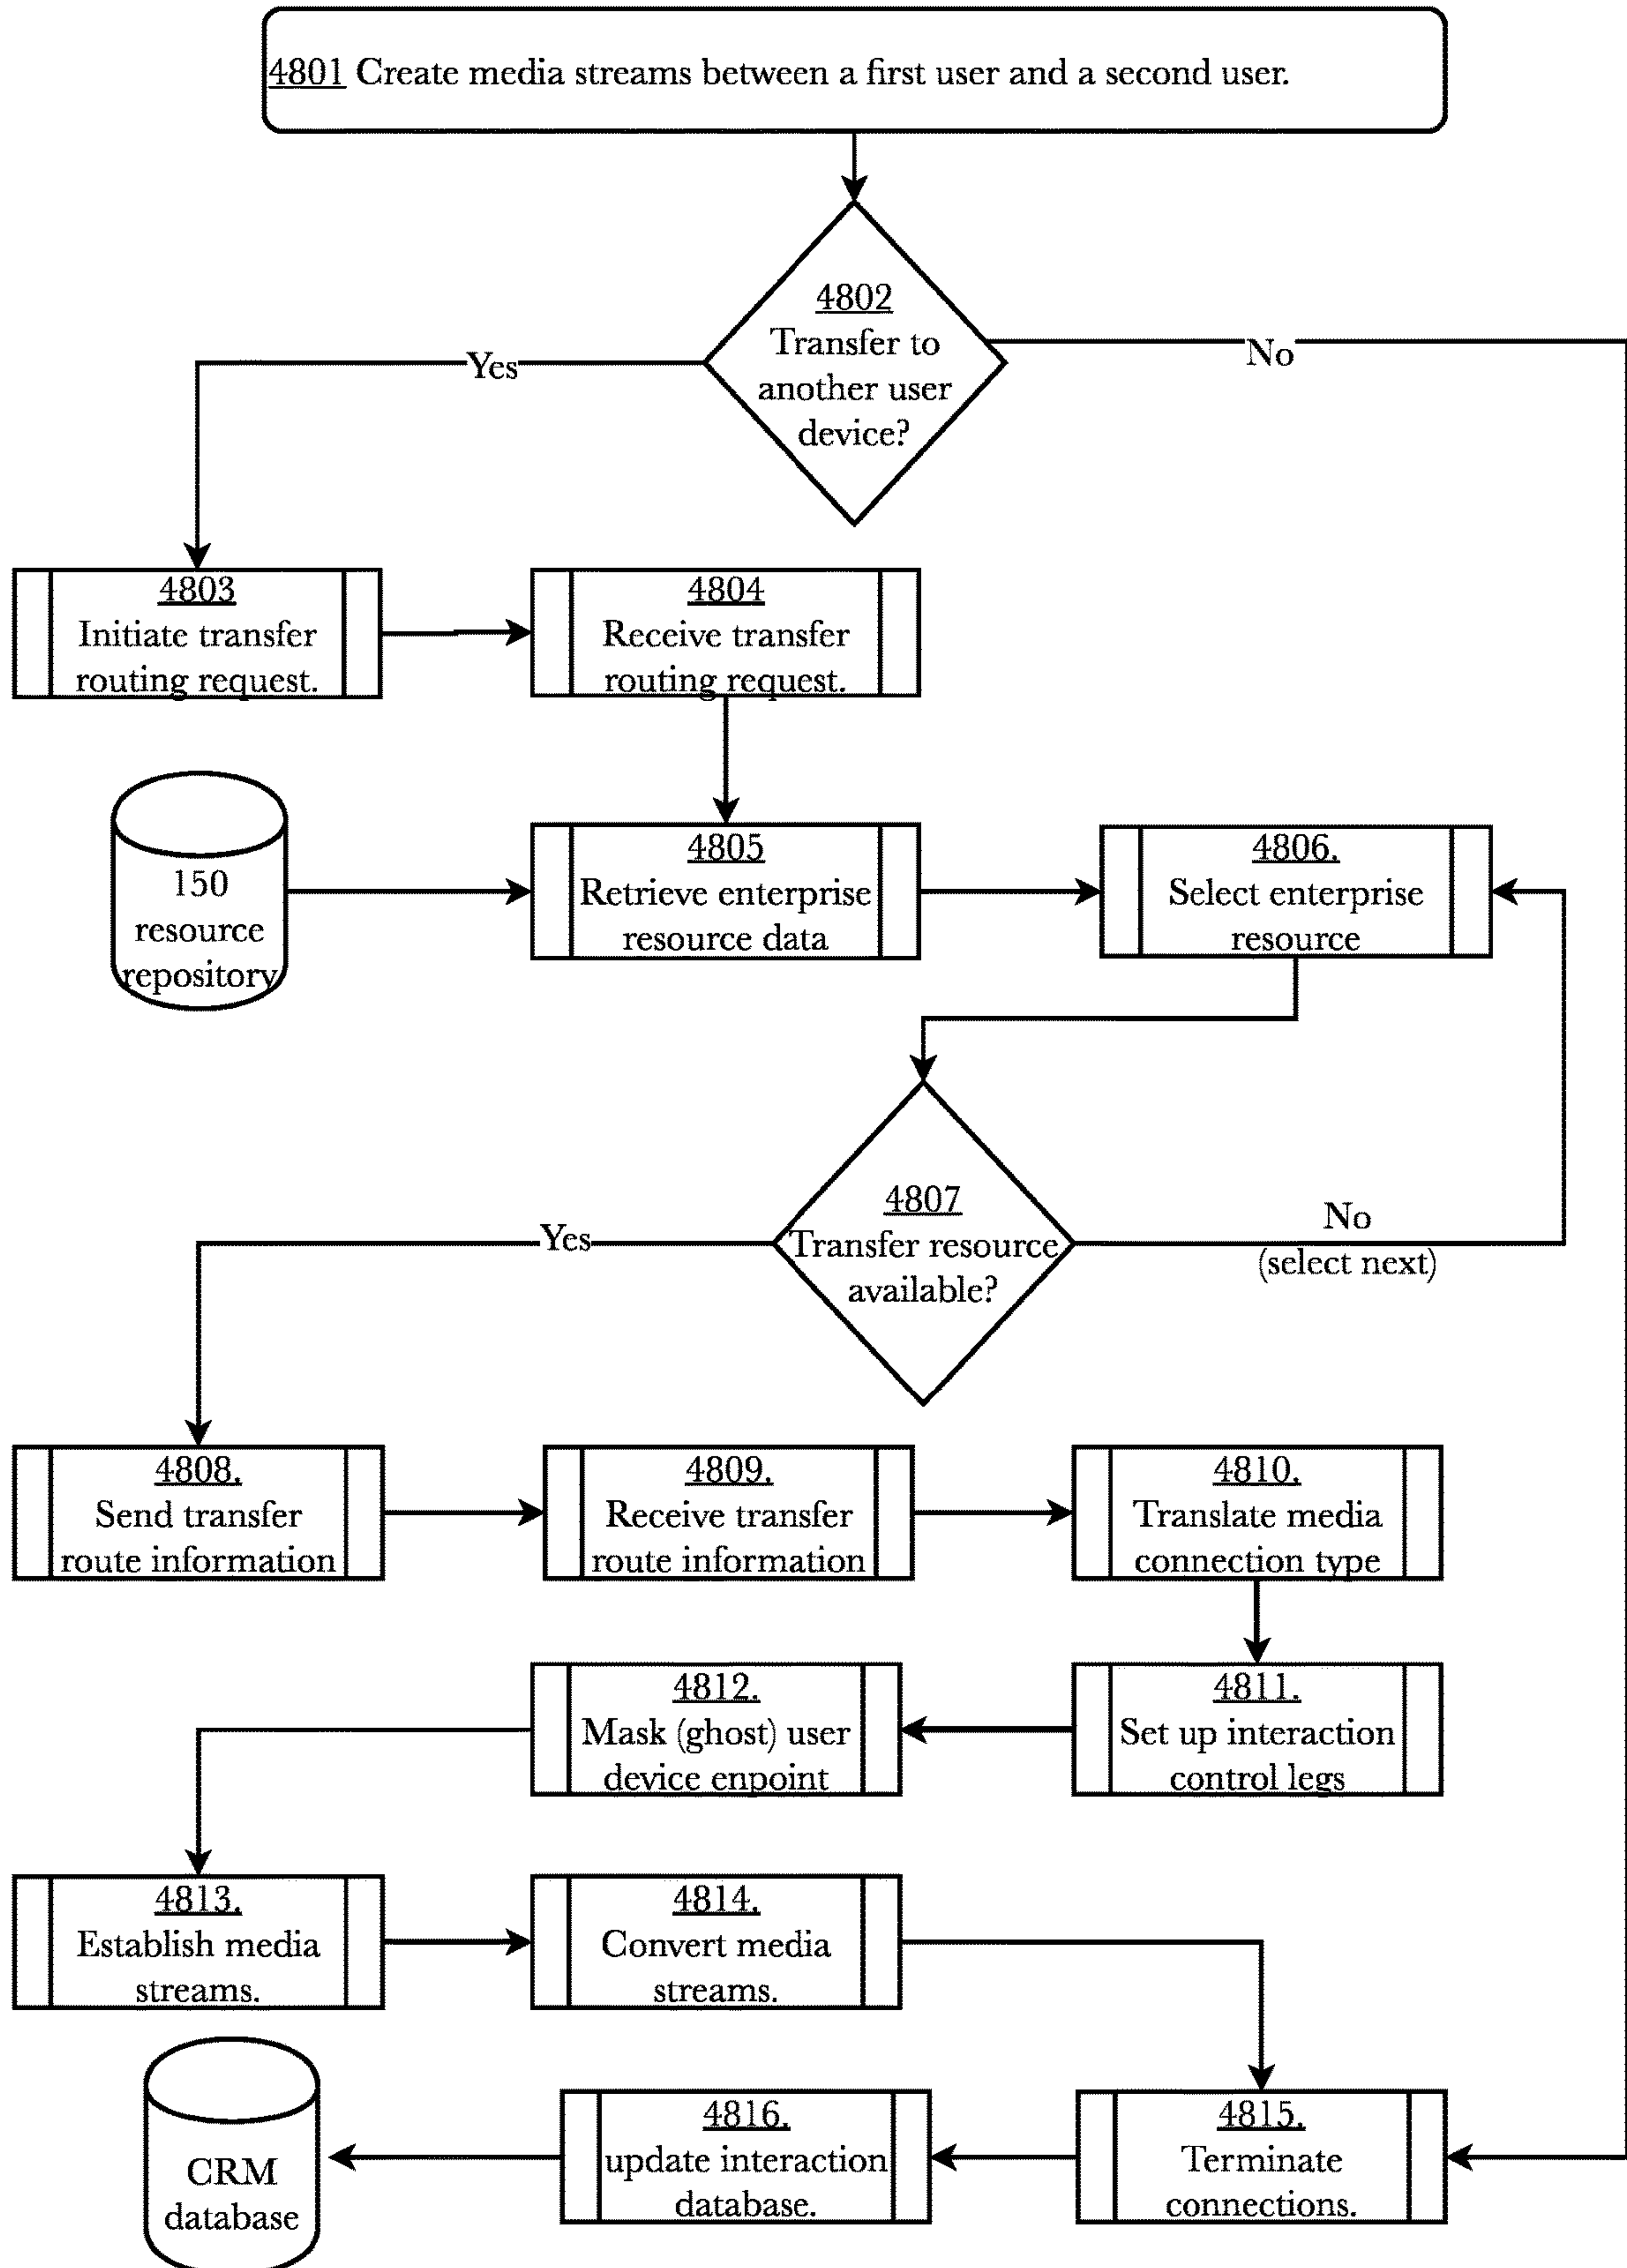 4801 Create media streams between a first user and a second user.
4802
Transfer to
another user
device?
Yes
No
4803
Initiate transfer
routing request.
4804
Receive transfer
routing request.
150
resource
repository
4805
Retrieve enterprise
resource data
4806.
Select enterprise
resource
4807
Transfer resource
available?
Yes
No
(select next)
4808.
Send transfer
route information
4809.
Receive transfer
route information
4810.
Translate media
connection type
4812.
Mask (ghost) user
device enpoint
4811.
Set up interaction
control legs
4813.
Establish media
streams.
4814.
Convert media
streams.
CRM
database
4816.
update interaction
database.
4815.
Terminate
connections.